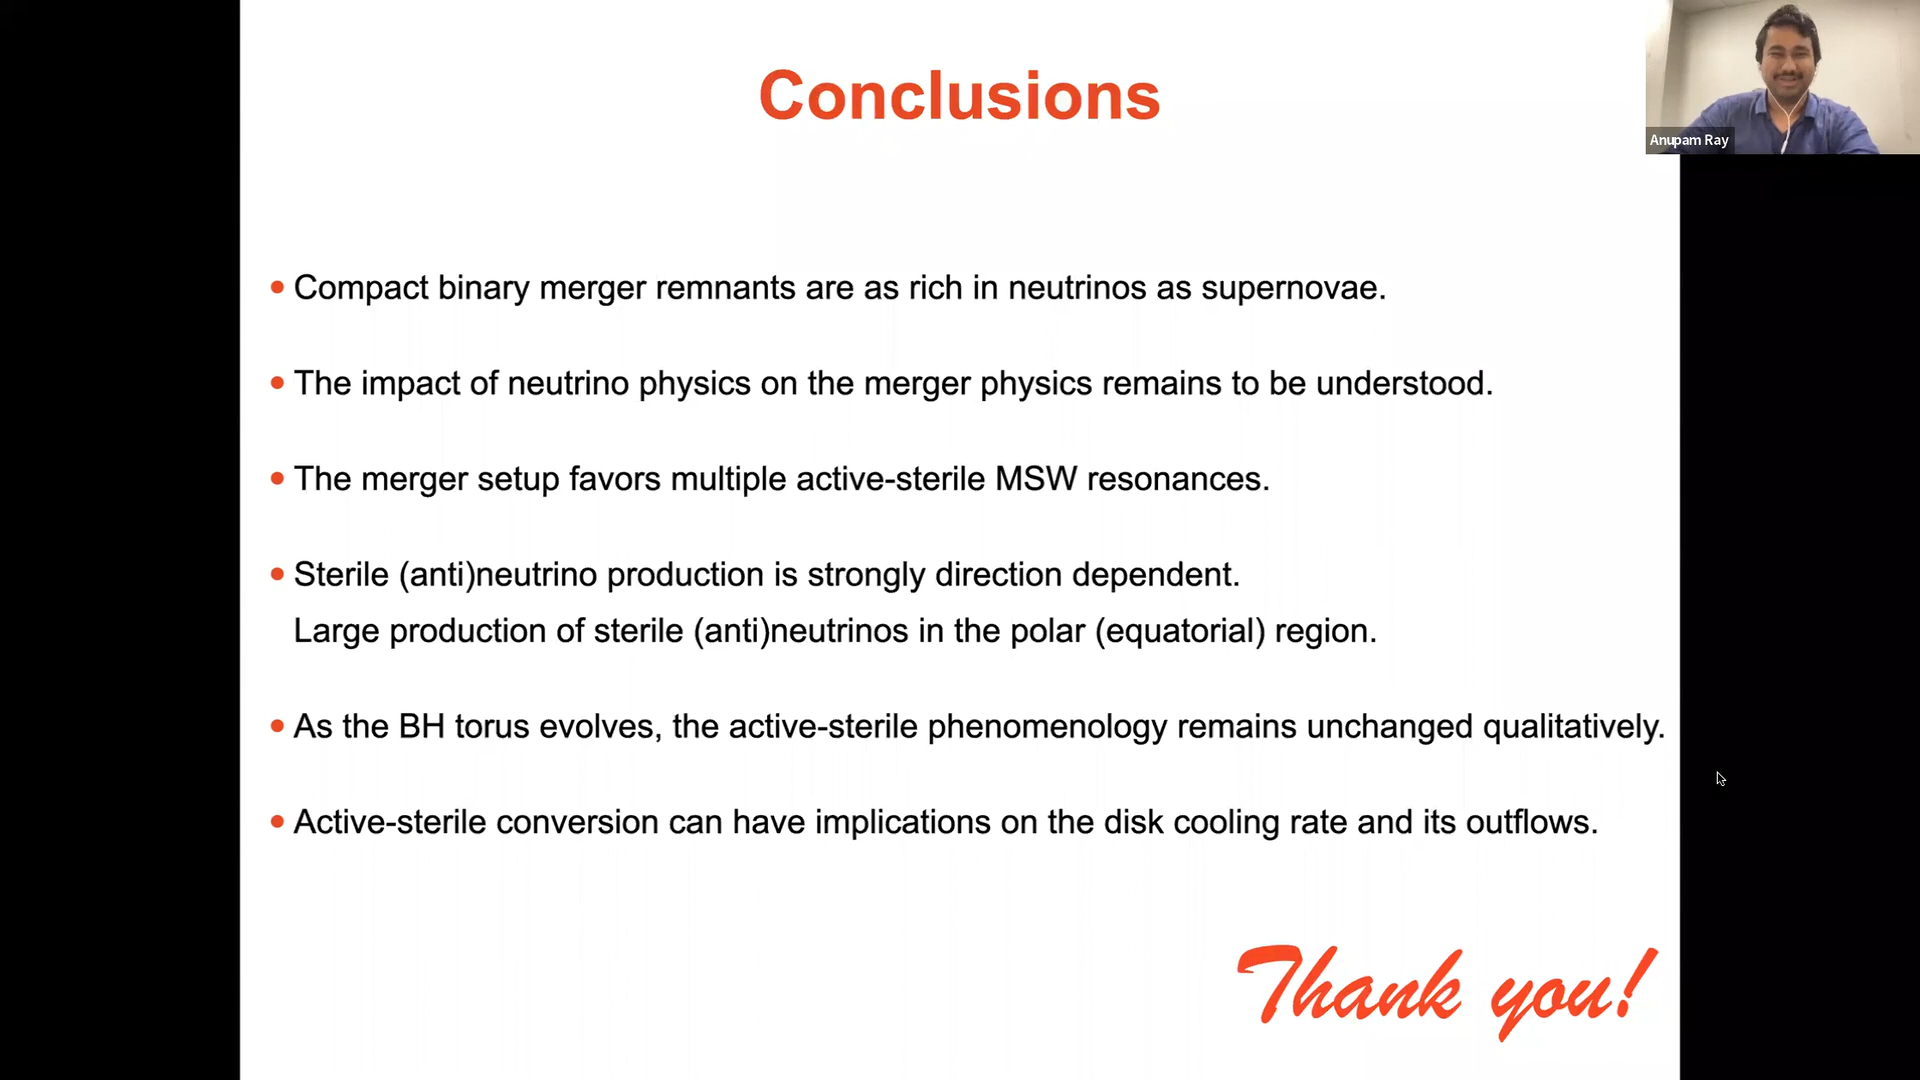 Conclusions
Anupam Ray
• Compact binary merger remnants are as rich in neutrinos as supernovae.
• The impact of neutrino physics on the merger physics remains to be understood.
• The merger setup favors multiple active-sterile MSW resonances.
• Sterile (anti)neutrino production is strongly direction dependent.
Large production of sterile (anti)neutrinos in the polar (equatorial) region.
• As the BH torus evolves, the active-sterile phenomenology remains unchanged qualitatively.
• Active-sterile conversion can have implications on the disk cooling rate and its outflows.
Thank you!